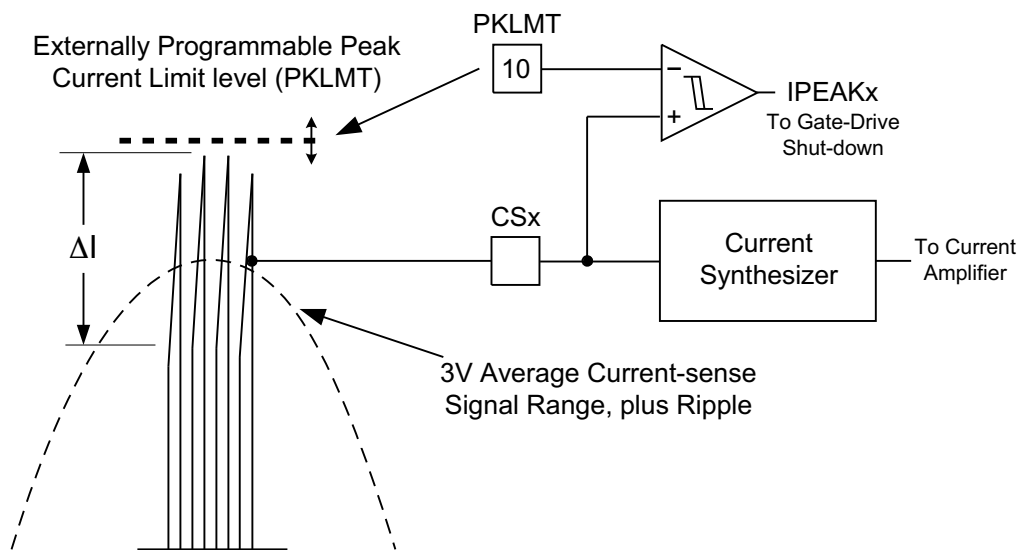 Externally Programmable Peak
Current Limit level (PKLMT)
PKLMT
10
−
+
IPEAKx
To Gate-Drive
Shut-down
ΔI
CSx
Current
Synthesizer
To Current
Amplifier
3V Average Current-sense
Signal Range, plus Ripple